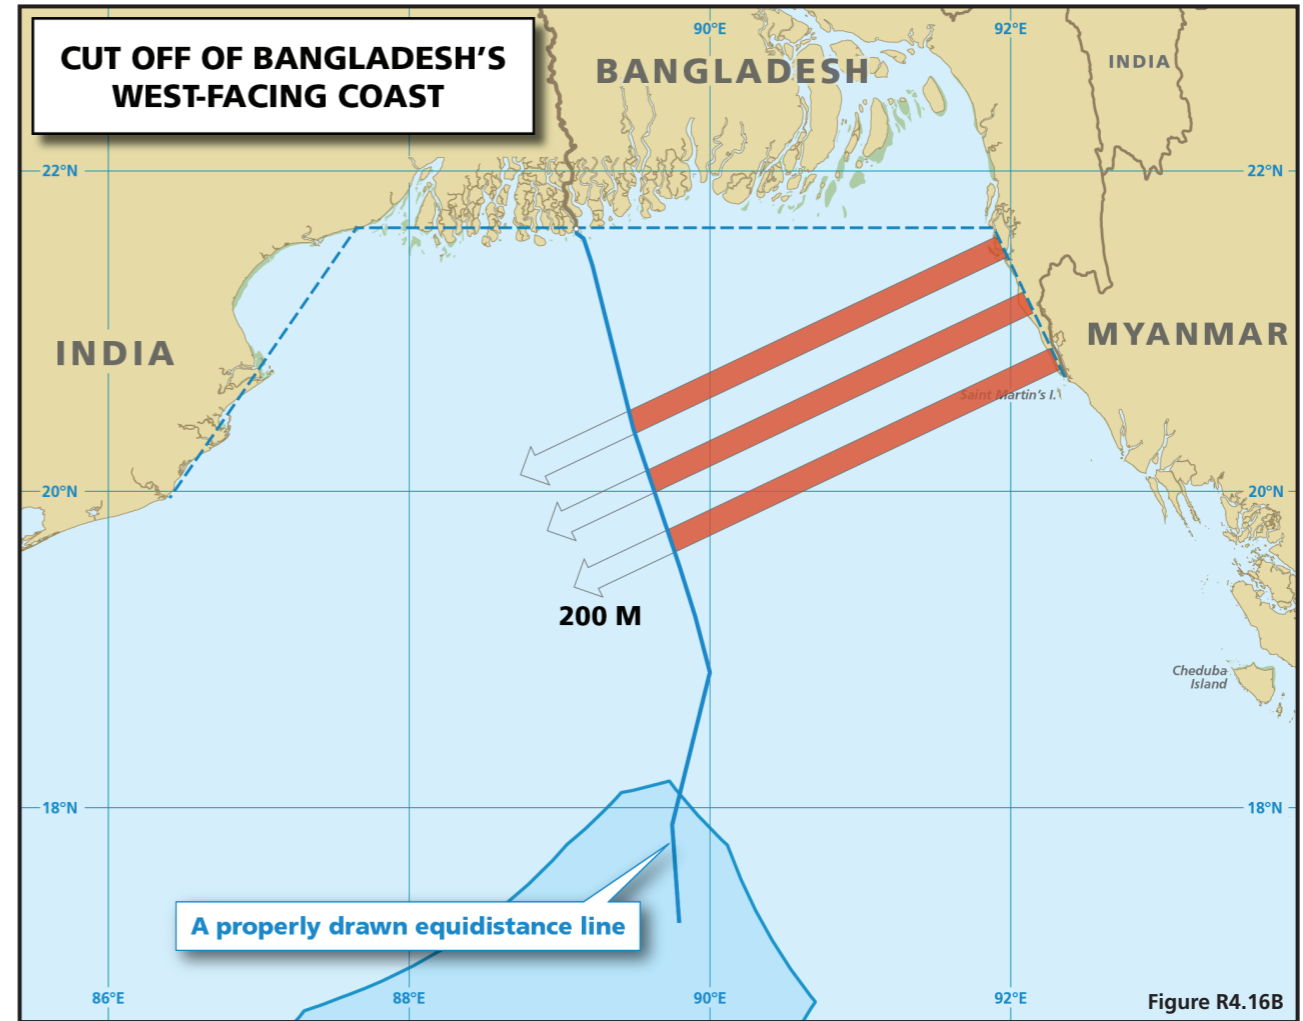 CUT OFF OF BANGLADESH'S
WEST-FACING COAST
90°E
92°E
BANGLADESH
INDIA
22°N
22°N
INDIA
MYANMAR
Saint Martin's I.
20°N
20°N
200 M
Cheduba
Island
18°N
18°N
A properly drawn equidistance line
86°E
88°E
90°E
92°E
Figure R4.16B